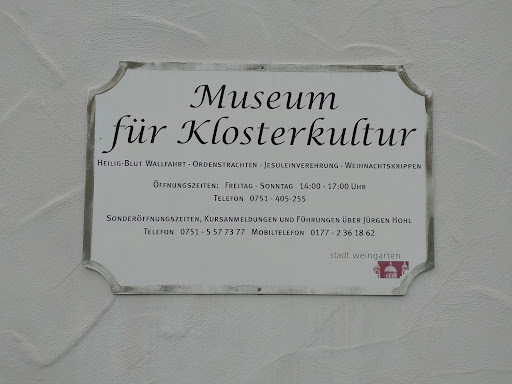 Museum
für Klosterkultur
Heilig-Blut Wallfahrt · Ordenstrachten · Jesuleinverehrung · Weihnachtskrippen
Öffnungszeiten: Freitag - Sonntag 14:00 - 17:00 Uhr
Telefon 0751 - 405-255
Sonderöffnungszeiten, Kursanmeldungen und Führungen über Jürgen Hohl
Telefon 0751 - 5 57 73 77 Mobiltelefon 0177 - 2 36 18 62
stadt weingarten